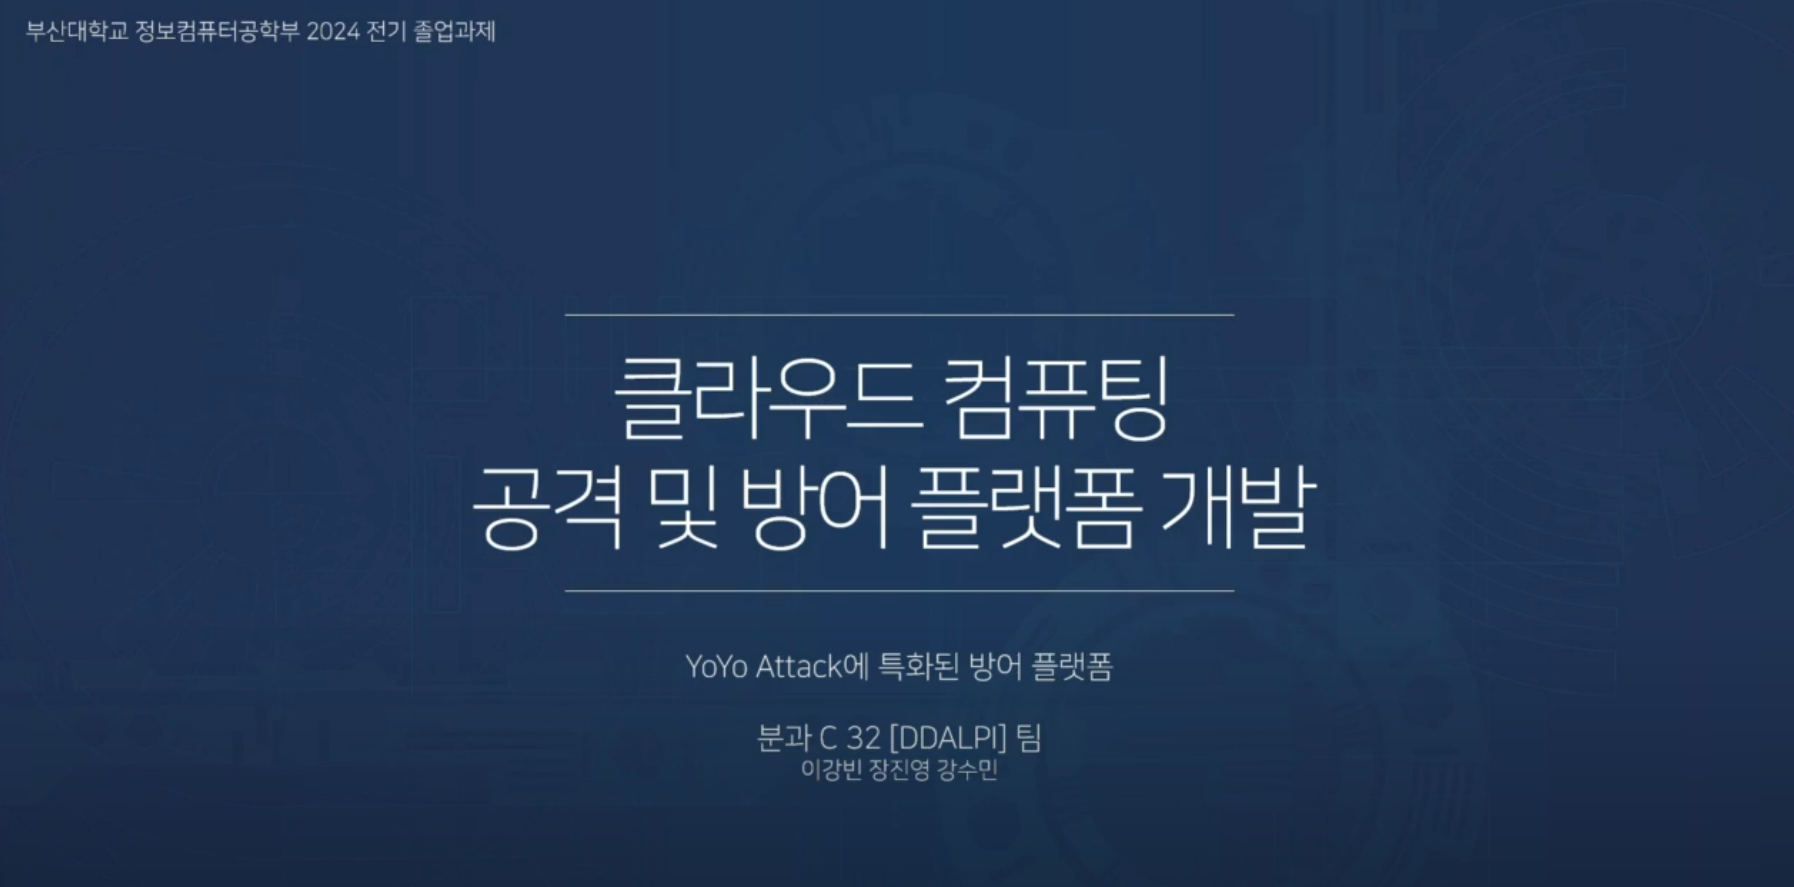 부산대학교 정보컴퓨터공학부 2024 전기 졸업과제
클라우드 컴퓨팅
공격 및 방어 플랫폼 개발
YoYo Attack에 특화된 방어 플랫폼
분과 C 32 [DDALPI] 팀
이강빈 장진영 강수민